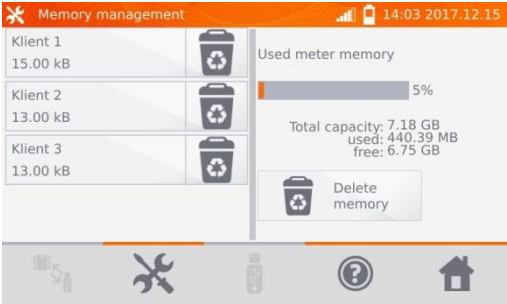 Memory management
14:03 2017.12.15
Klient 1
15.00 kB
Klient 2
13.00 kB
Klient 3
13.00 kB
Used meter memory
5%
Total capacity: 7.18 GB
used: 440.39 MB
free: 6.75 GB
Delete
memory